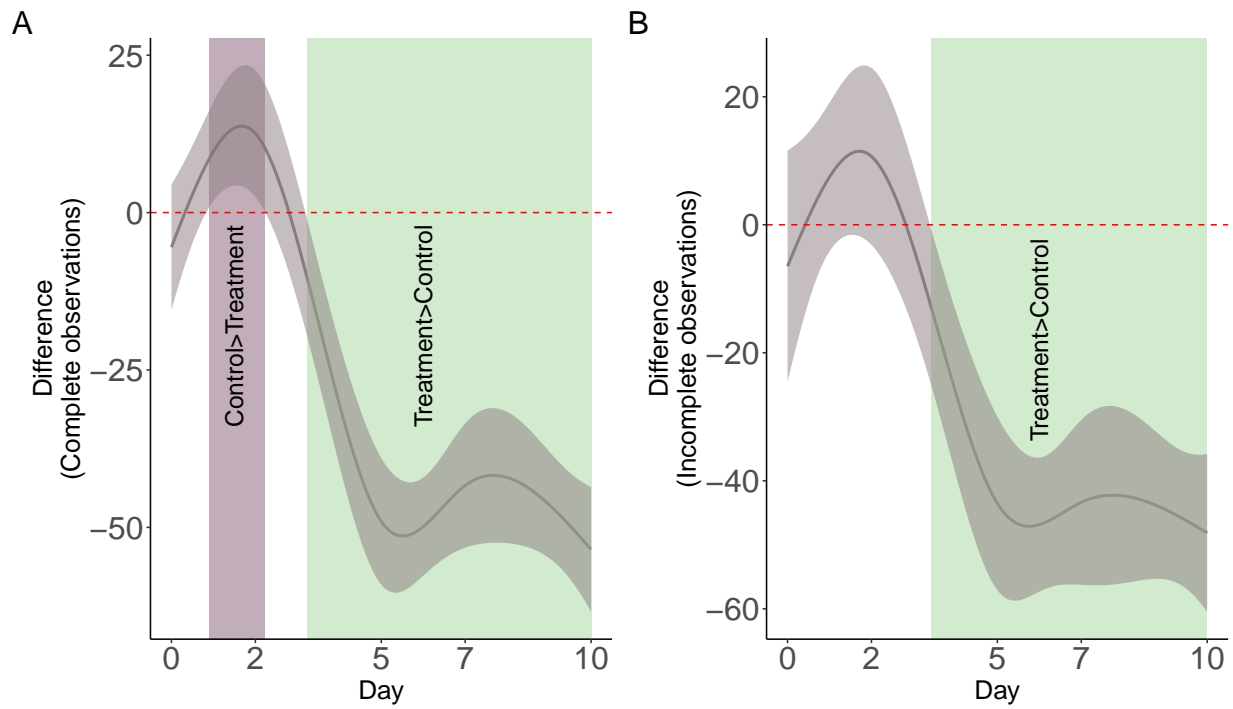 A
Difference
(Complete observations)
25
0
−25
−50
Control>Treatment
Treatment>Control
0
2
5
7
10
Day
B
Difference
(Incomplete observations)
20
0
−20
−40
−60
Treatment>Control
0
2
5
7
10
Day